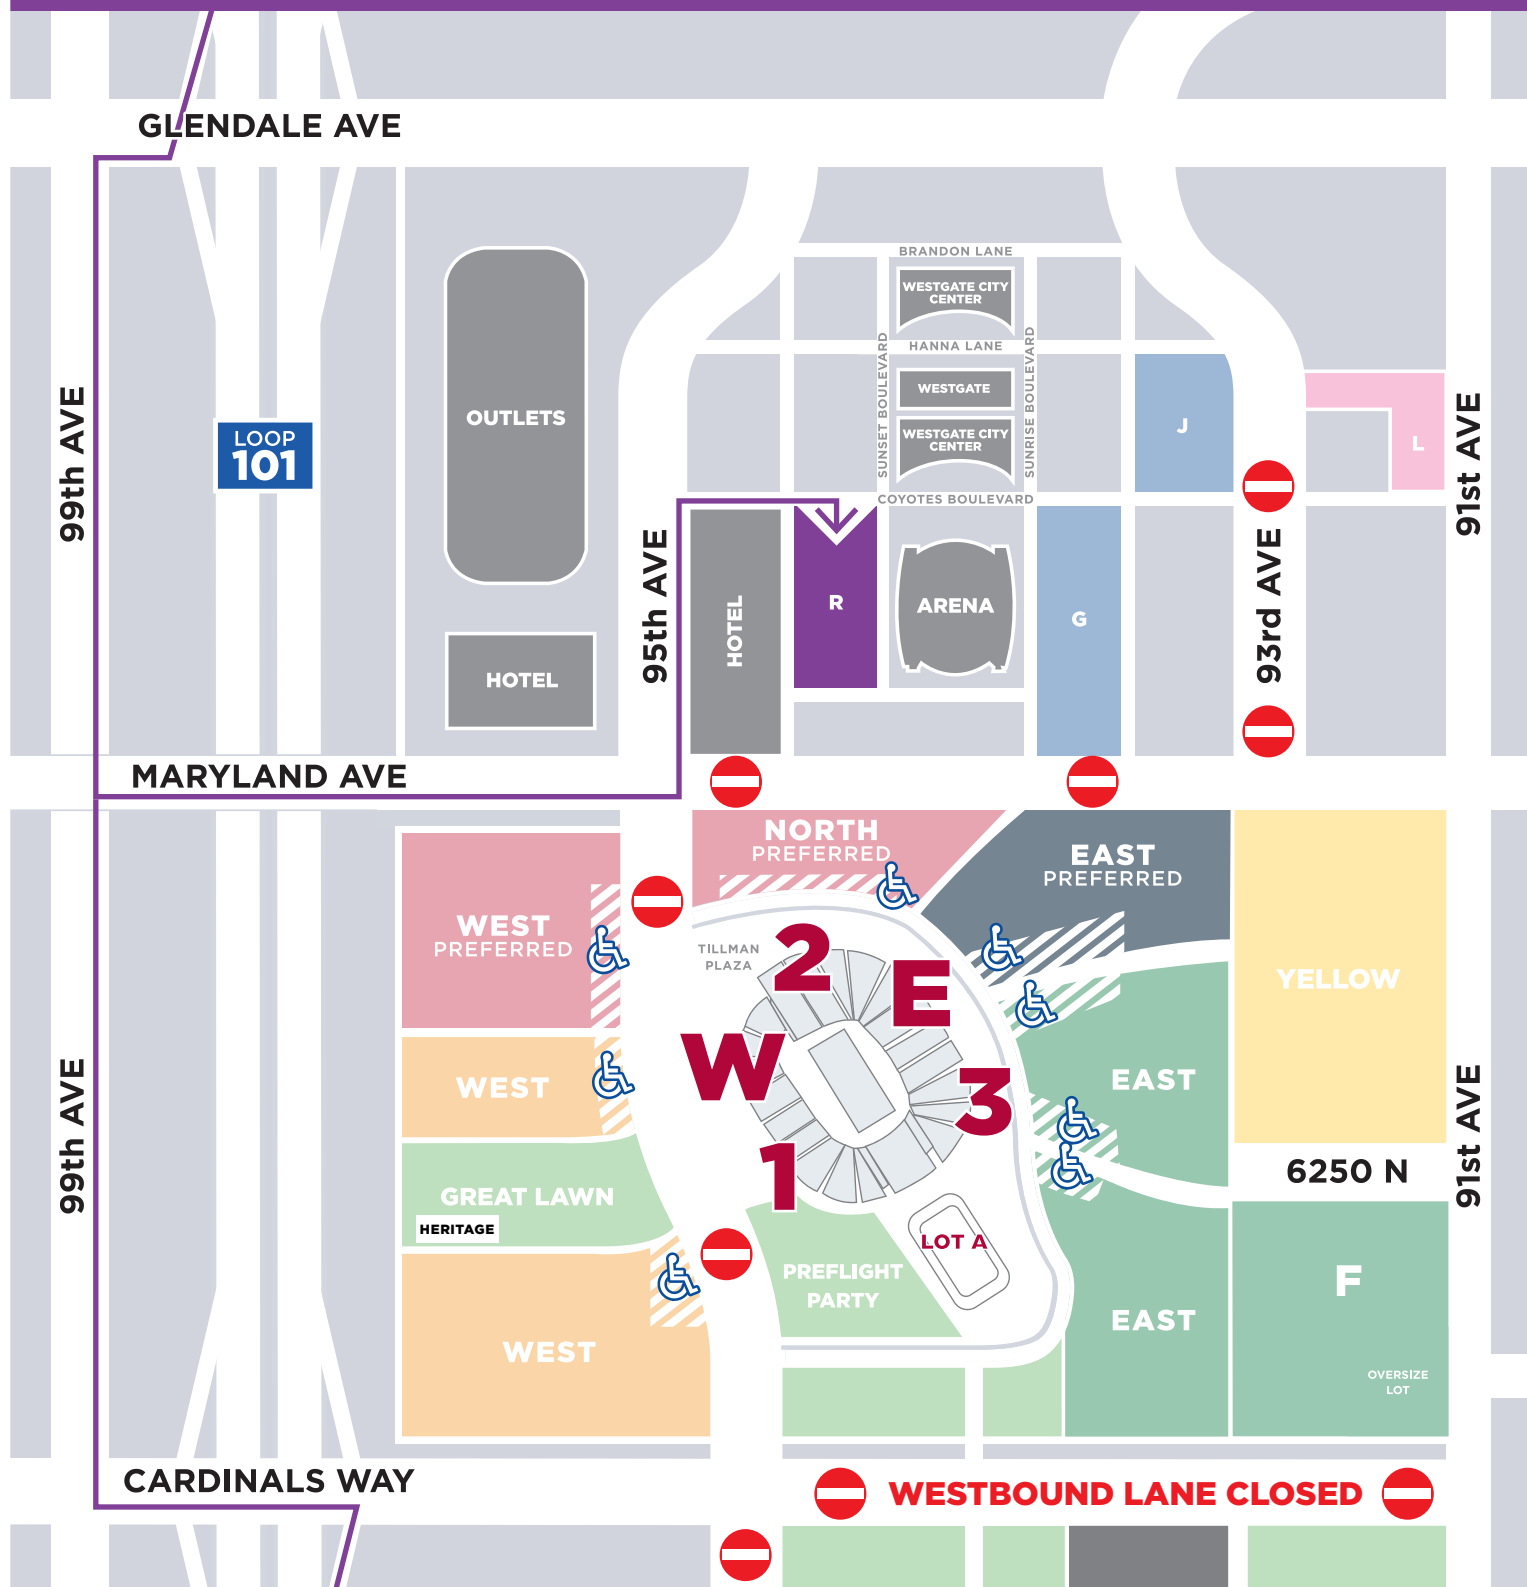 GLENDALE AVE
BRANDON LANE
WESTGATE CITY
CENTER
HANNA LANE
SUNSET BOULEVARD
SUNRISE BOULEVARD
WESTGATE
WESTGATE CITY
CENTER
OUTLETS
99th AVE
LOOP
101
J
L
91st AVE
COYOTES BOULEVARD
95th AVE
HOTEL
R
ARENA
G
93rd AVE
HOTEL
MARYLAND AVE
NORTH
PREFERRED
EAST
PREFERRED
WEST
PREFERRED
TILLMAN
PLAZA
2
E
YELLOW
W
WEST
3
EAST
99th AVE
1
6250 N
91st AVE
GREAT LAWN
HERITAGE
LOT A
PREFLIGHT
PARTY
F
EAST
WEST
OVERSIZE
LOT
CARDINALS WAY
WESTBOUND LANE CLOSED